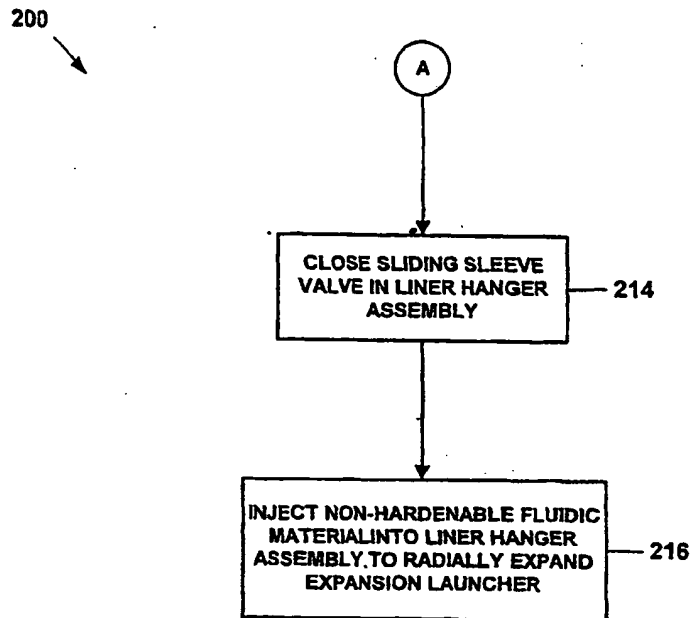 200
A
CLOSE SLIDING SLEEVE
VALVE IN LINER HANGER
ASSEMBLY
214
INJECT NON-HARDENABLE FLUIDIC
MATERIALINTO LINER HANGER
ASSEMBLY, TO RADIALLY EXPAND
EXPANSION LAUNCHER
216